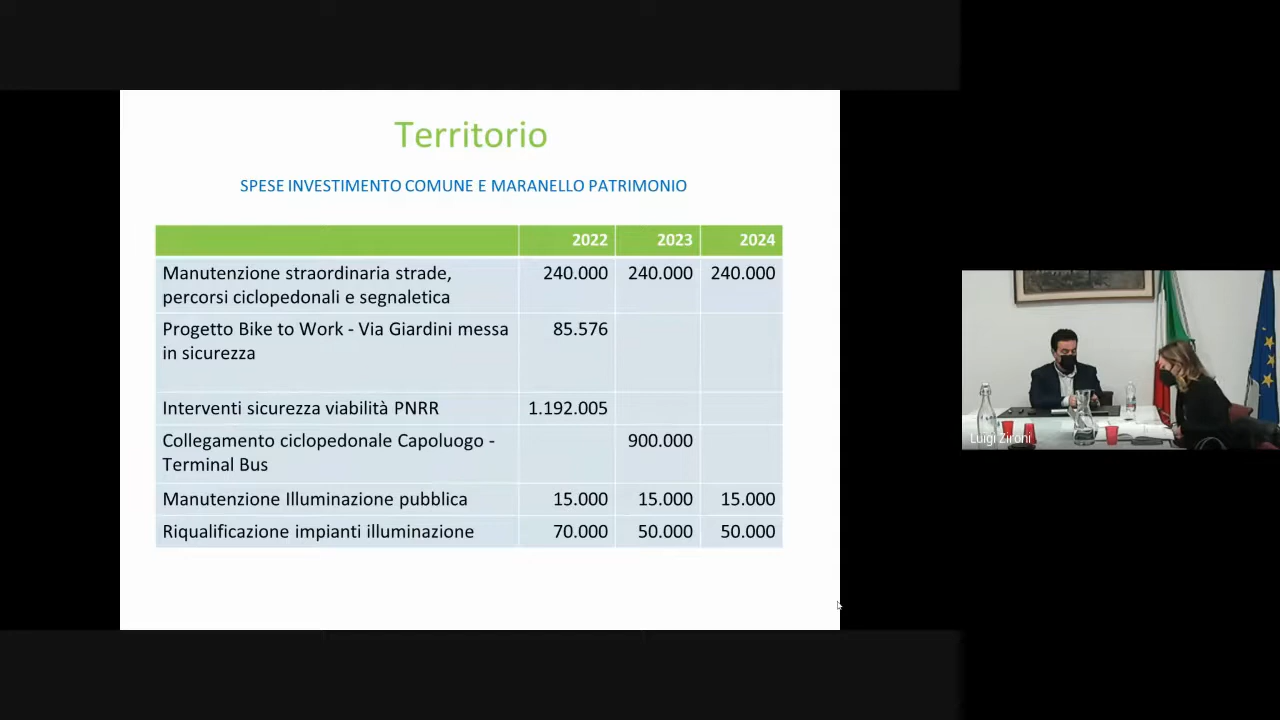 Territorio
SPESE INVESTIMENTO COMUNE E MARANELLO PATRIMONIO
2022 2023 2024
Manutenzione straordinaria strade, 240.000 240.000 240.000
percorsi ciclopedonali e segnaletica
Progetto Bike to Work - Via Giardini messa 85.576
in sicurezza
Interventi sicurezza viabilità PNRR 1.192.005
Collegamento ciclopedonale Capoluogo - 900.000
Terminal Bus
Manutenzione Illuminazione pubblica 15.000 15.000 15.000
Riqualificazione impianti illuminazione 70.000 50.000 50.000
Luigi Zironi